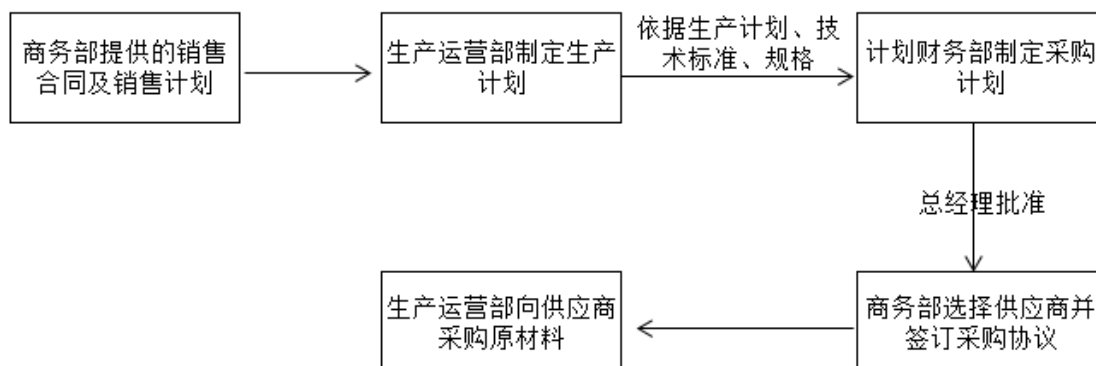 商务部提供的销售
合同及销售计划
生产运营部制定生产
计划
依据生产计划、技
术标准、规格
计划财务部制定采购
计划
总经理批准
商务部选择供应商并
签订采购协议
生产运营部向供应商
采购原材料